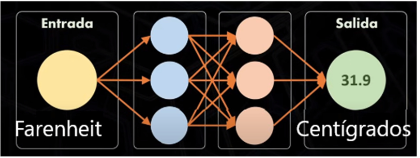 Entrada
Salida
31.9
Farenheit
Centígrados